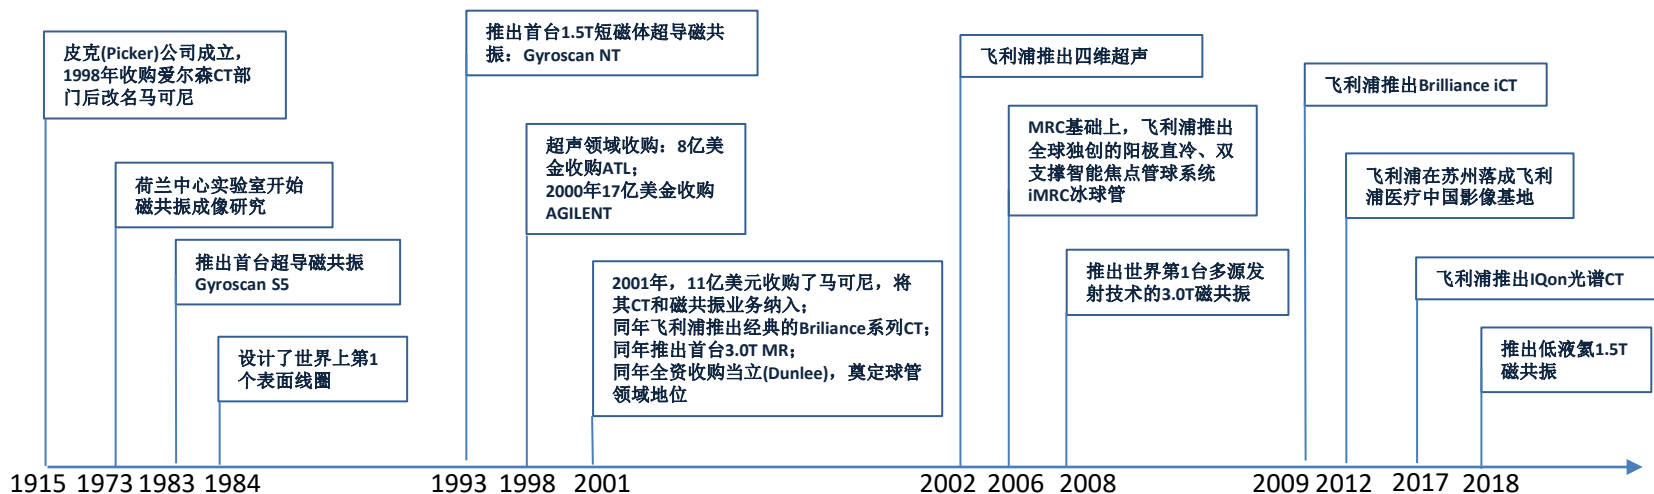 皮克(Picker)公司成立，
1998年收购爱尔森CT部
门后改名马可尼
荷兰中心实验室开始
磁共振成像研究
推出首台超导磁共振
Gyroscan S5
设计了世界上第1
个表面线圈
推出首台1.5T短磁体超导磁共
振：Gyroscan NT
超声领域收购：8亿美
金收购ATL；
2000年17亿美金收购
AGILENT
2001年，11亿美元收购了马可尼，将
其CT和磁共振业务纳入；
同年飞利浦推出经典的Briliance系列CT；
同年推出首台3.0T MR；
同年全资收购当立(Dunlee)，奠定球管
领域地位
飞利浦推出四维超声
MRC基础上，飞利浦推出
全球独创的阳极直冷、双
支撑智能焦点管球系统
iMRC冰球管
推出世界第1台多源发
射技术的3.0T磁共振
飞利浦推出Brilliance iCT
飞利浦在苏州落成飞利
浦医疗中国影像基地
飞利浦推出IQon光谱CT
推出低液氦1.5T
磁共振
1915 1973 1983 1984 1993 1998 2001 2002 2006 2008 2009 2012 2017 2018